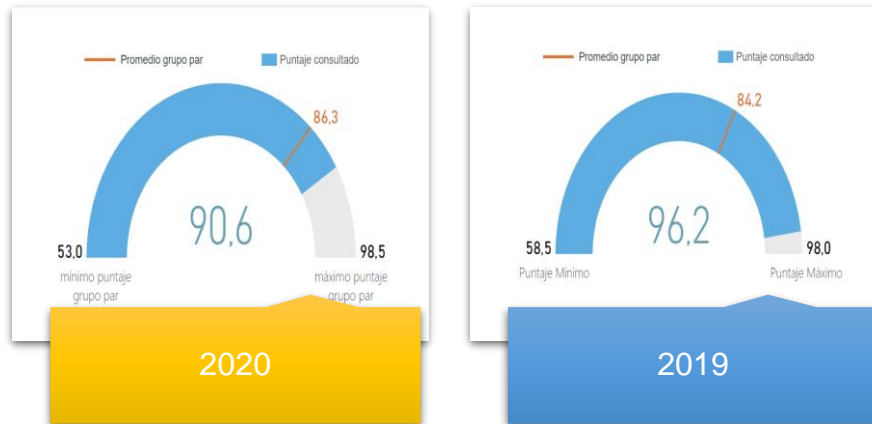 Promedio grupo par
Puntaje consultado
86,3
90,6
53,0
98,5
mínimo puntaje
grupo par
máximo puntaje
grupo par
2020
Promedio grupo par
Puntaje consultado
84,2
96,2
58,5
98,0
Puntaje Mínimo
Puntaje Máximo
2019